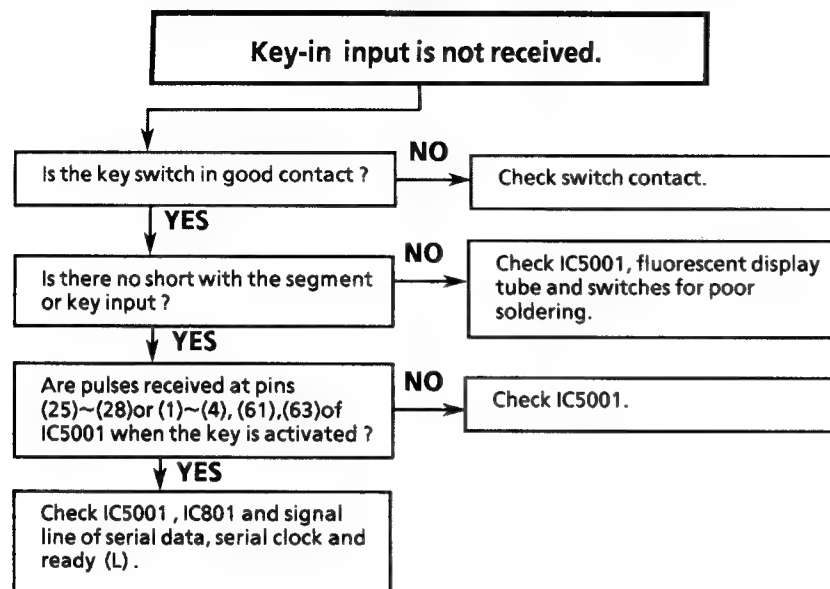 Key-in input is not received.
Is the key switch in good contact ?
NO
Check switch contact.
YES
Is there no short with the segment
or key input ?
NO
Check IC5001, fluorescent display
tube and switches for poor
soldering.
YES
Are pulses received at pins
(25)~(28)or (1)~(4), (61),(63)of
IC5001 when the key is activated ?
NO
Check IC5001.
YES
Check IC5001 , IC801 and signal
line of serial data, serial clock and
ready (L) .